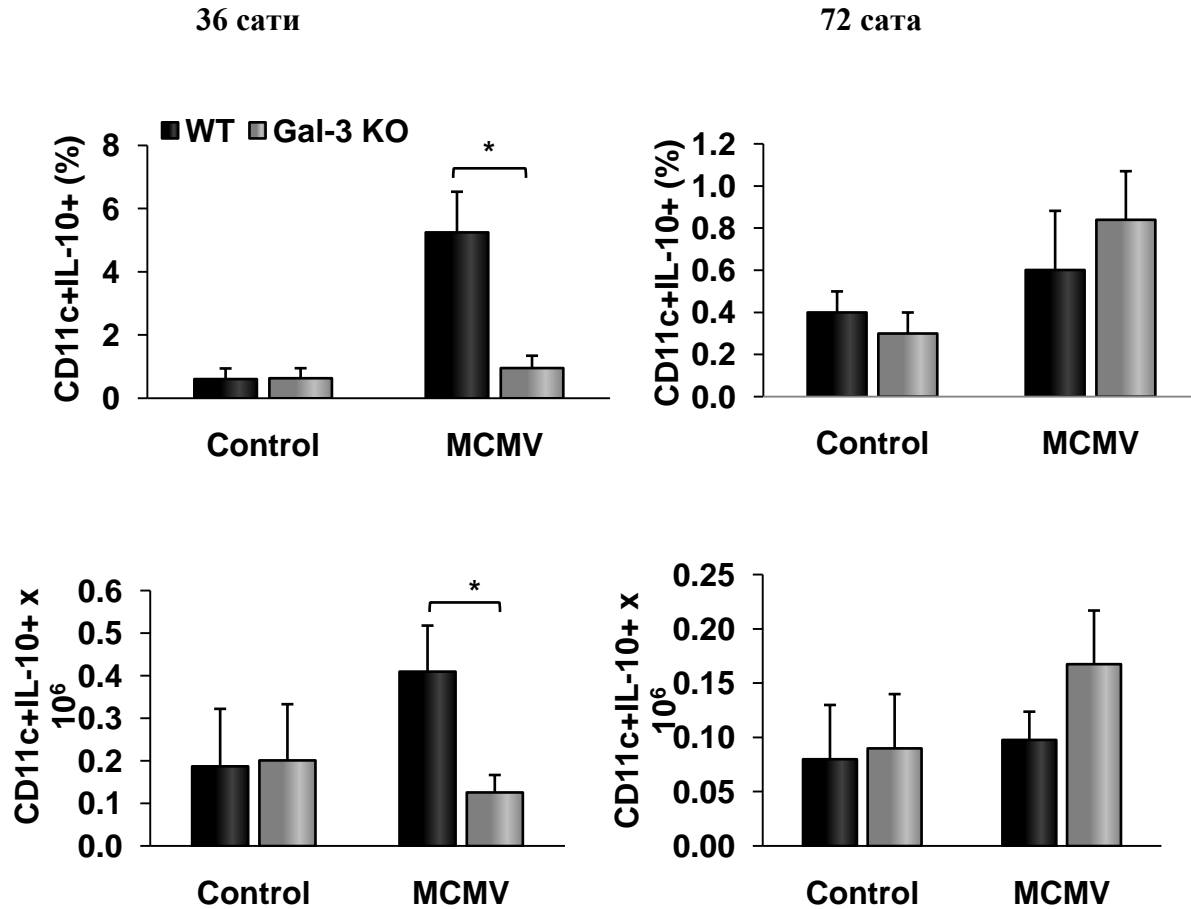 36 сати
72 сата
WT Gal-3 KO
CD11c+IL-10+ (%)
8
6
4
2
0
*
Control MCMV
CD11c+IL-10+ (%)
1.2
1.0
0.8
0.6
0.4
0.2
0.0
Control MCMV
CD11c+IL-10+ x
10⁶
0.6
0.5
0.4
0.3
0.2
0.1
0.0
*
Control MCMV
CD11c+IL-10+ x
10⁶
0.25
0.20
0.15
0.10
0.05
0.00
Control MCMV